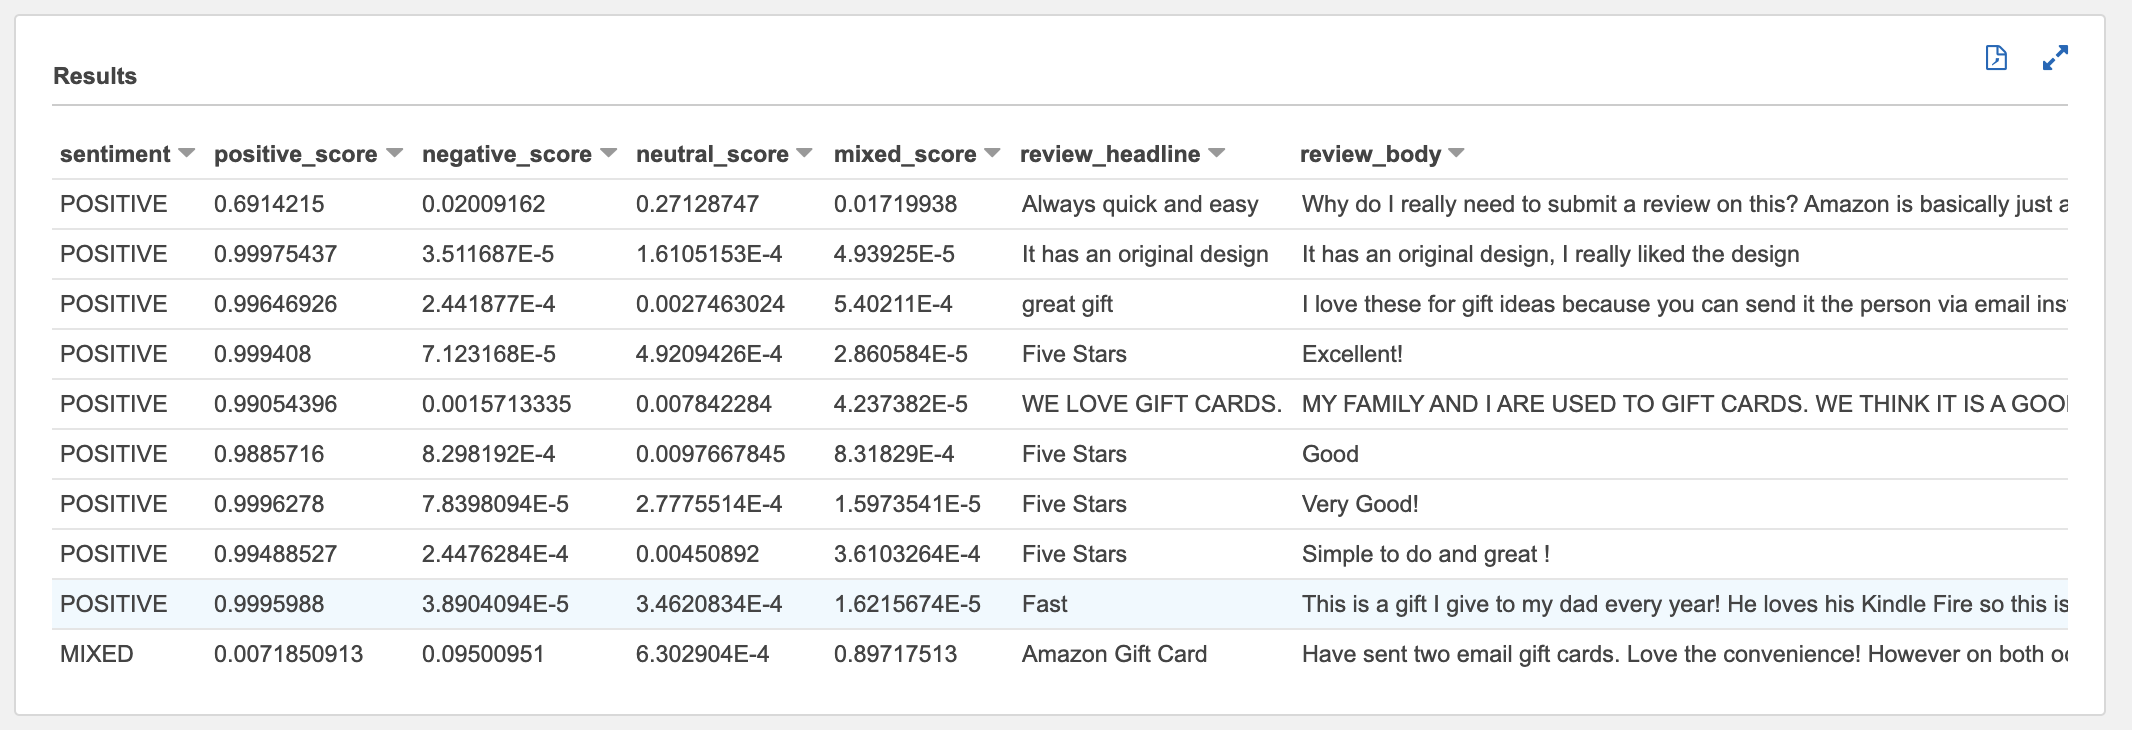 Results
sentiment positive_score negative_score neutral_score mixed_score review_headline review_body
POSITIVE 0.6914215 0.02009162 0.27128747 0.01719938 Always quick and easy Why do I really need to submit a review on this? Amazon is basically just a
POSITIVE 0.99975437 3.511687E-5 1.6105153E-4 4.93925E-5 It has an original design It has an original design, I really liked the design
POSITIVE 0.99646926 2.441877E-4 0.0027463024 5.40211E-4 great gift I love these for gift ideas because you can send it the person via email
POSITIVE 0.999408 7.123168E-5 4.9209426E-4 2.860584E-5 Five Stars Excellent!
POSITIVE 0.99054396 0.0015713335 0.007842284 4.237382E-5 WE LOVE GIFT CARDS. MY FAMILY AND I ARE USED TO GIFT CARDS. WE THINK IT IS A
POSITIVE 0.9885716 8.298192E-4 0.0097667845 8.31829E-4 Five Stars Good
POSITIVE 0.9996278 7.8398094E-5 2.7775514E-4 1.5973541E-5 Five Stars Very Good!
POSITIVE 0.99488527 2.4476284E-4 0.00450892 3.6103264E-4 Five Stars Simple to do and great !
POSITIVE 0.9995988 3.8904094E-5 3.4620834E-4 1.6215674E-5 Fast This is a gift I give to my dad every year! He loves his Kindle Fire so this is
MIXED 0.0071850913 0.09500951 6.302904E-4 0.89717513 Amazon Gift Card Have sent two email gift cards. Love the convenience! However on both